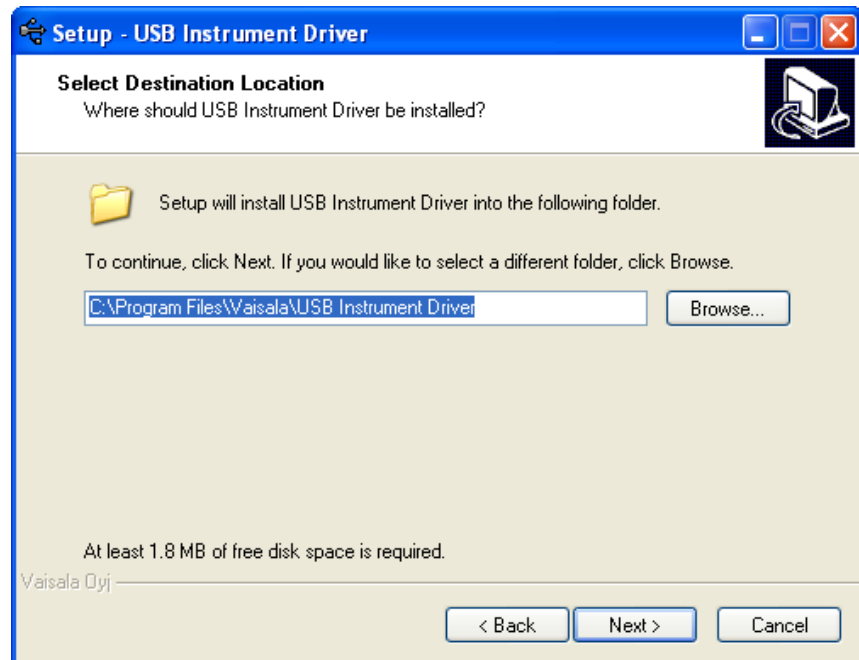 Setup - USB Instrument Driver
Select Destination Location
Where should USB Instrument Driver be installed?
Setup will install USB Instrument Driver into the following folder.
To continue, click Next. If you would like to select a different folder, click Browse.
C:\Program Files\Vaisala\USB Instrument Driver
Browse...
At least 1.8 MB of free disk space is required.
Vaisala Oyj
< Back Next > Cancel